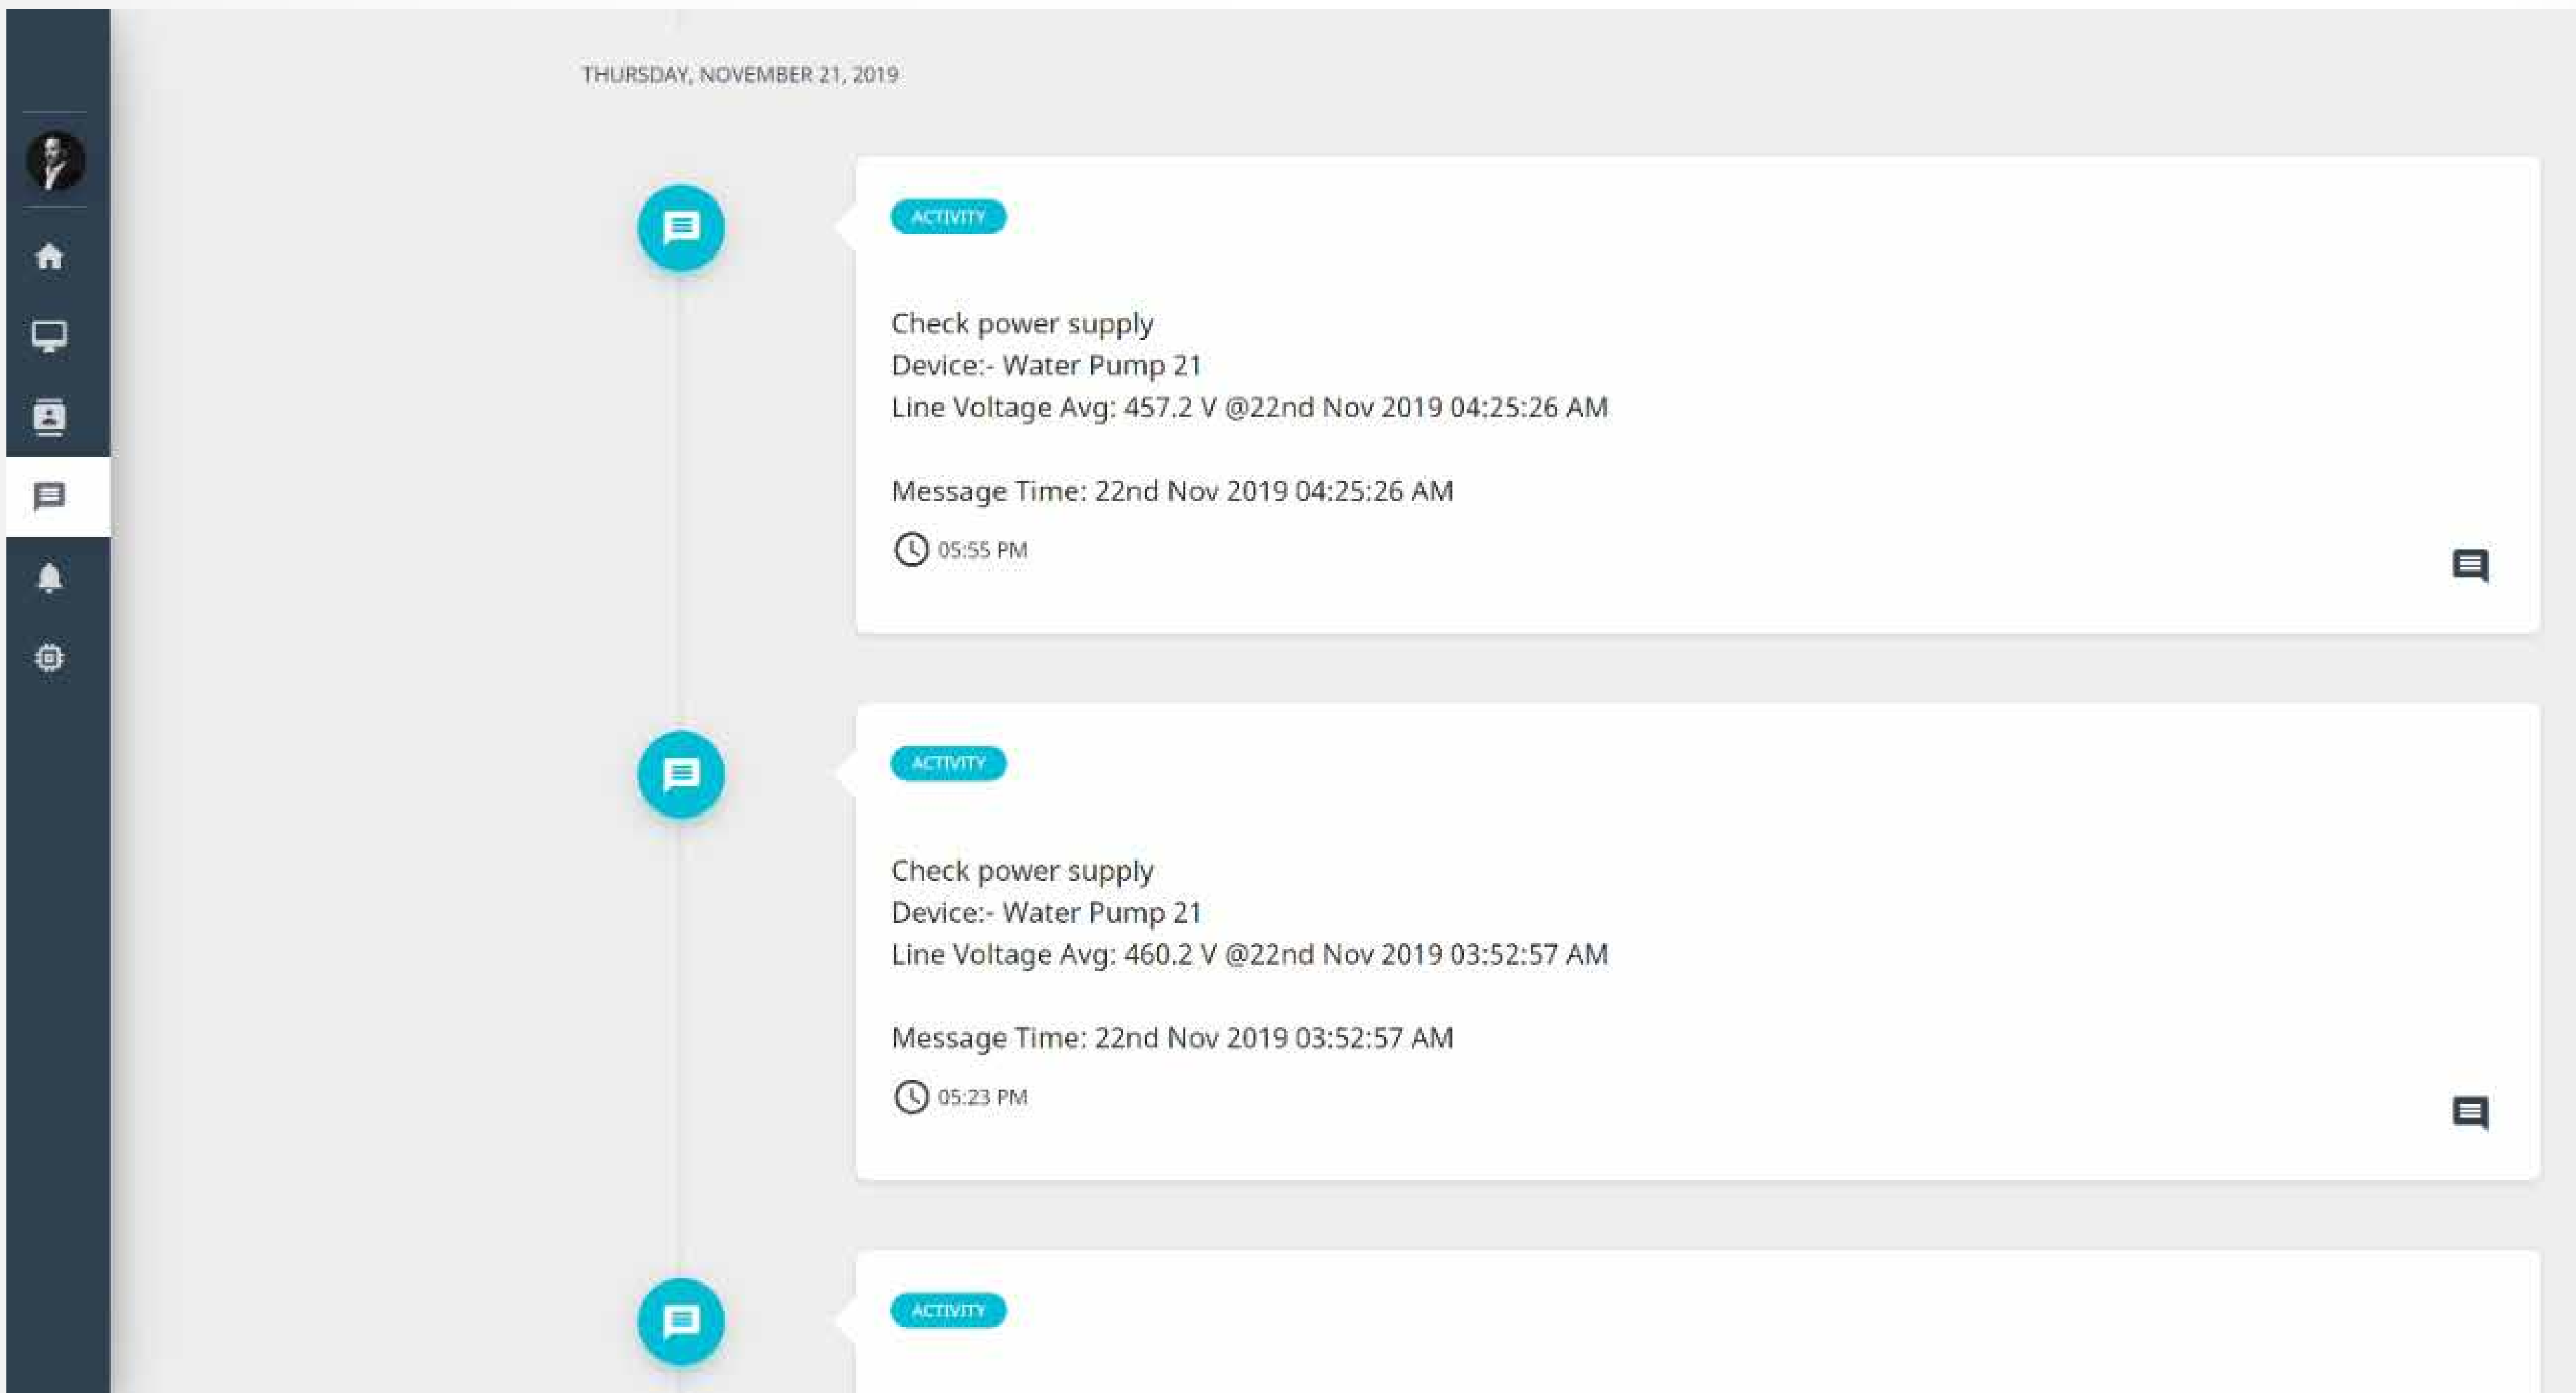 THURSDAY, NOVEMBER 21, 2019
ACTIVITY
Check power supply
Device:- Water Pump 21
Line Voltage Avg: 457.2 V @22nd Nov 2019 04:25:26 AM
Message Time: 22nd Nov 2019 04:25:26 AM
05:55 PM
ACTIVITY
Check power supply
Device:- Water Pump 21
Line Voltage Avg: 460.2 V @22nd Nov 2019 03:52:57 AM
Message Time: 22nd Nov 2019 03:52:57 AM
05:23 PM
ACTIVITY